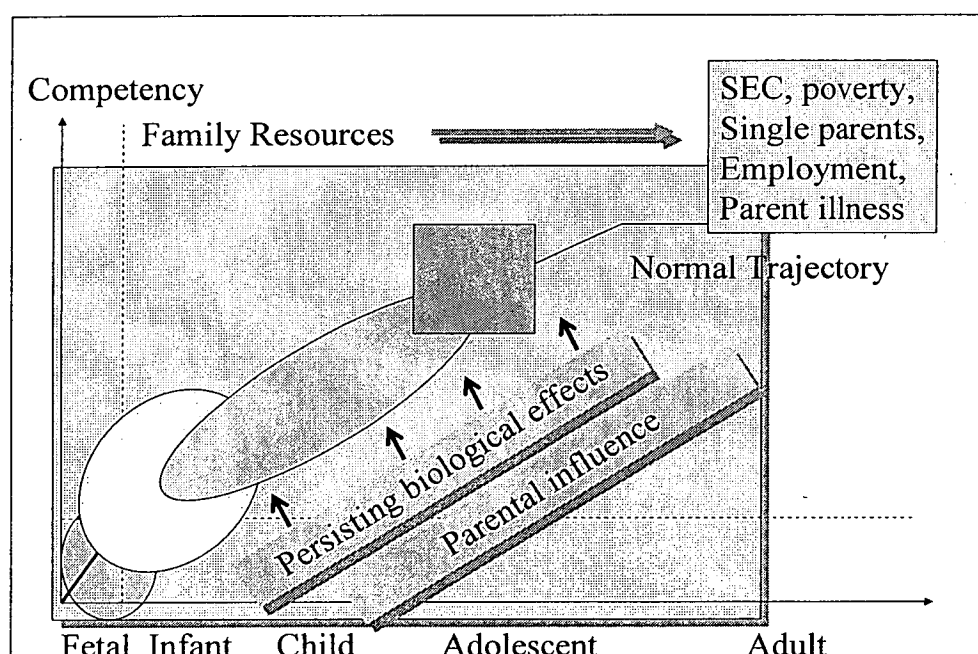 Competency
Family Resources
SEC, poverty,
Single parents,
Employment,
Parent illness
Normal Trajectory
Persisting biological effects
Parental influence
Fetal Infant Child Adolescent Adult